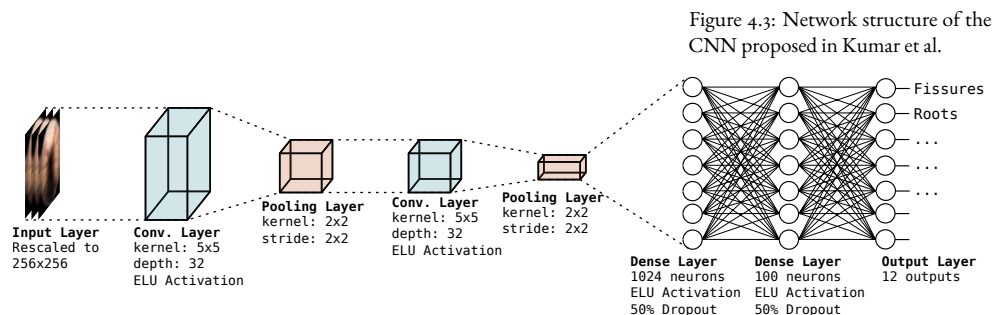 Figure 4.3: Network structure of the
CNN proposed in Kumar et al.
Fissures
Roots
...
...
...
Input Layer
Rescaled to
256x256
Conv. Layer
kernel: 5x5
depth: 32
ELU Activation
Pooling Layer
kernel: 2x2
stride: 2x2
Conv. Layer
kernel: 5x5
depth: 32
ELU Activation
Pooling Layer
kernel: 2x2
stride: 2x2
Dense Layer
1024 neurons
ELU Activation
50% Dropout
Dense Layer
100 neurons
ELU Activation
50% Dropout
Output Layer
12 outputs